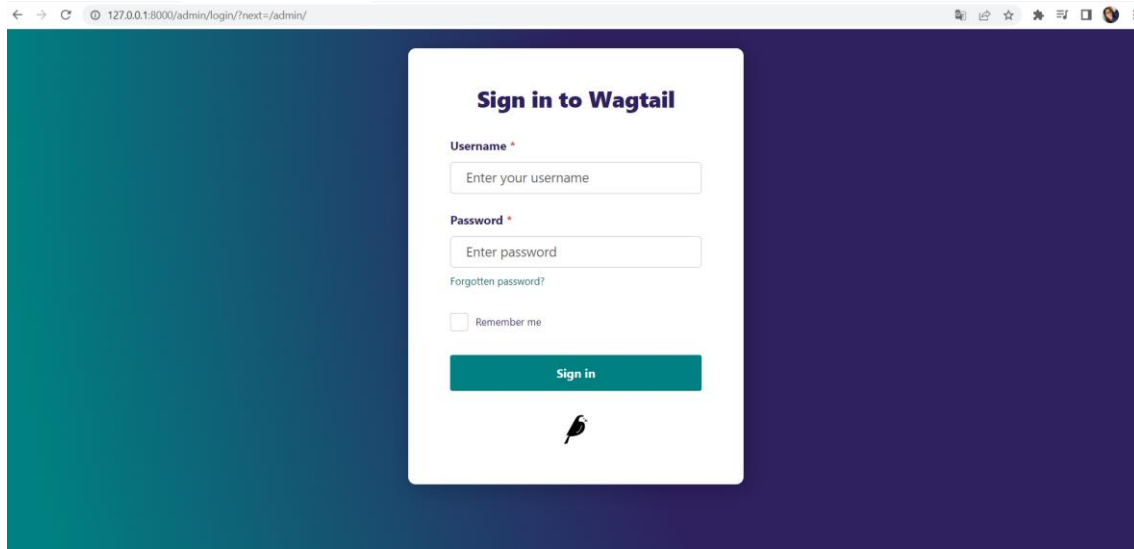 127.0.0.1:8000/admin/login/?next=/admin/
Sign in to Wagtail
Username *
Enter your username
Password *
Enter password
Forgotten password?
Remember me
Sign in